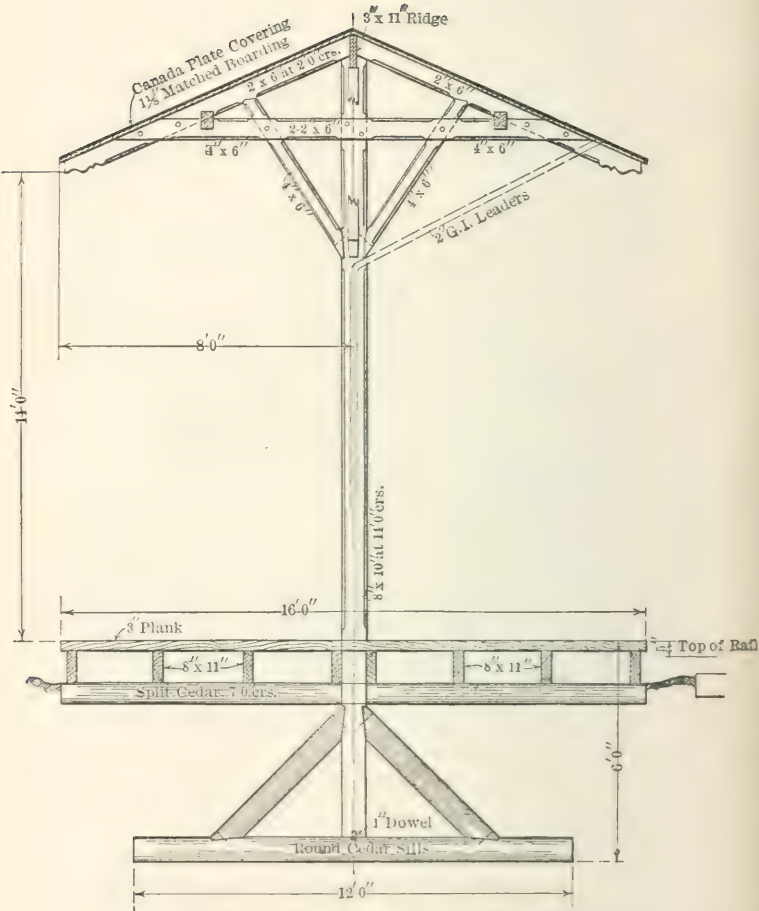 3" x 11" Ridge
Canada Plate Covering
1⅛" Matched Boarding
2 x 6" at 2'0" crs.
2" x 6"
2-2" x 6"
4" x 6"
4" x 6"
4" x 6"
4" x 6"
2" G.I. Leaders
8'0"
14'0"
8" x 10" at 14'0" crs.
16'-0"
3" Plank
Top of Rail
8" x 11"
8" x 11"
Split Cedar 7'0" crs.
6'-0"
1" Dowel
Round Cedar Sills
12'0"